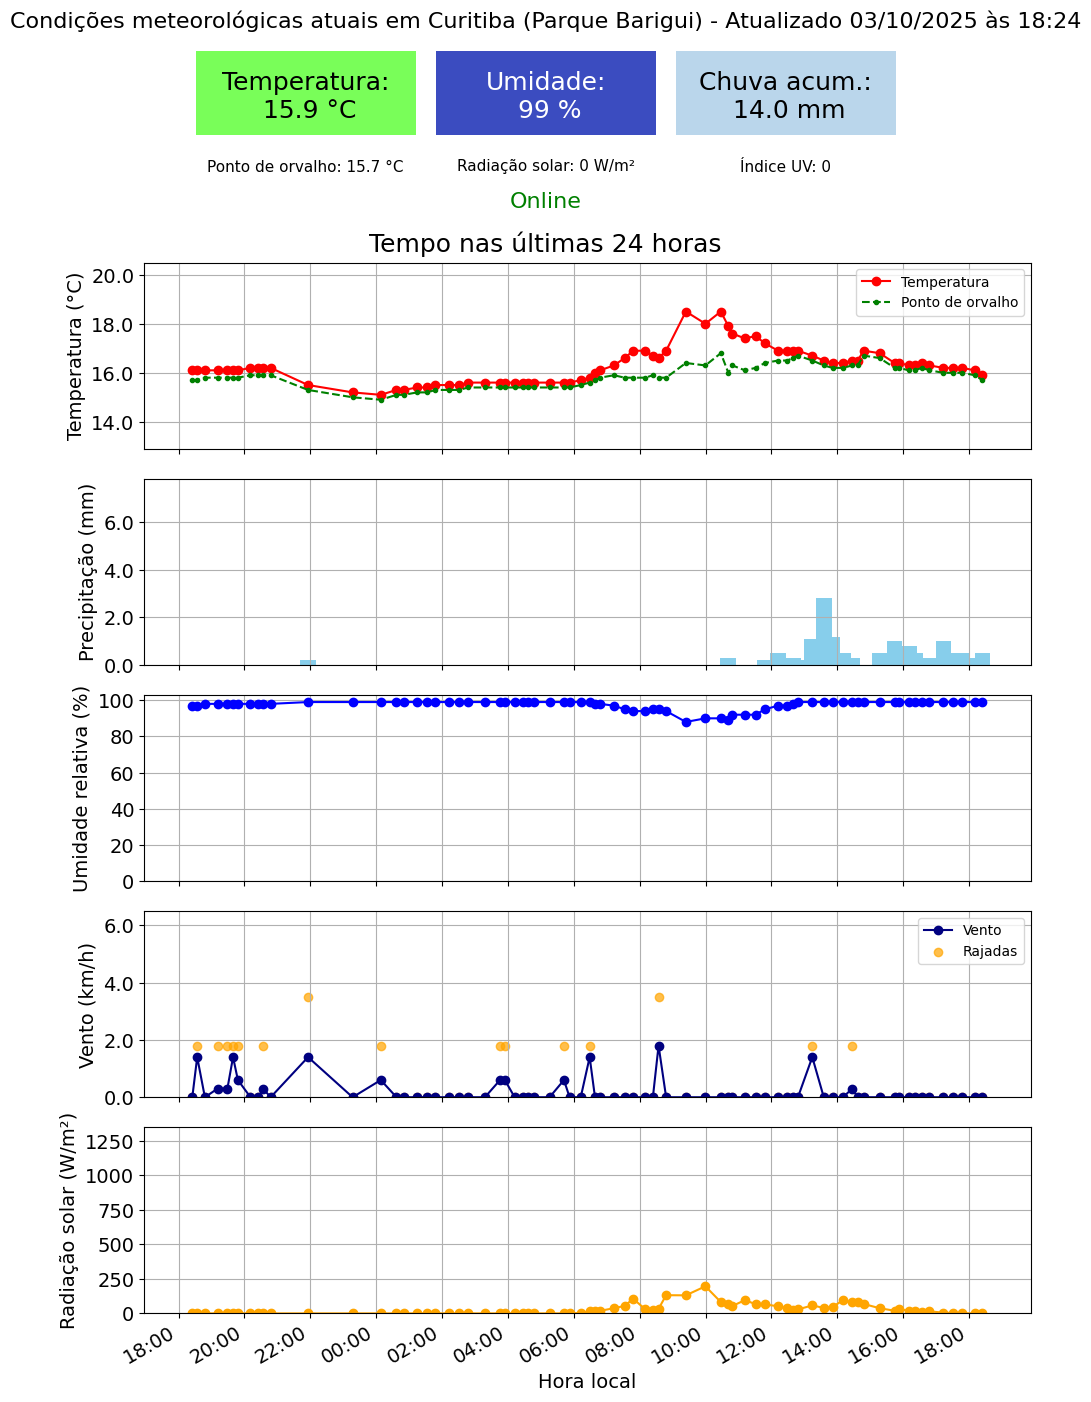 Condições meteorológicas atuais em Curitiba (Parque Barigui) - Atualizado 03/10/2025 às 18:24
Temperatura:
15.9 °C
Umidade:
99 %
Chuva acum.:
14.0 mm
Ponto de orvalho: 15.7 °C
Radiação solar: 0 W/m²
Índice UV: 0
Online
Tempo nas últimas 24 horas
Temperatura (°C)
20.0
18.0
16.0
14.0
Temperatura
Ponto de orvalho
Precipitação (mm)
6.0
4.0
2.0
0.0
Umidade relativa (%)
100
80
60
40
20
0
Vento (km/h)
6.0
4.0
2.0
0.0
Vento
Rajadas
Radiação solar (W/m²)
1250
1000
750
500
250
0
18:00
20:00
22:00
00:00
02:00
04:00
06:00
08:00
10:00
12:00
14:00
16:00
18:00
Hora local